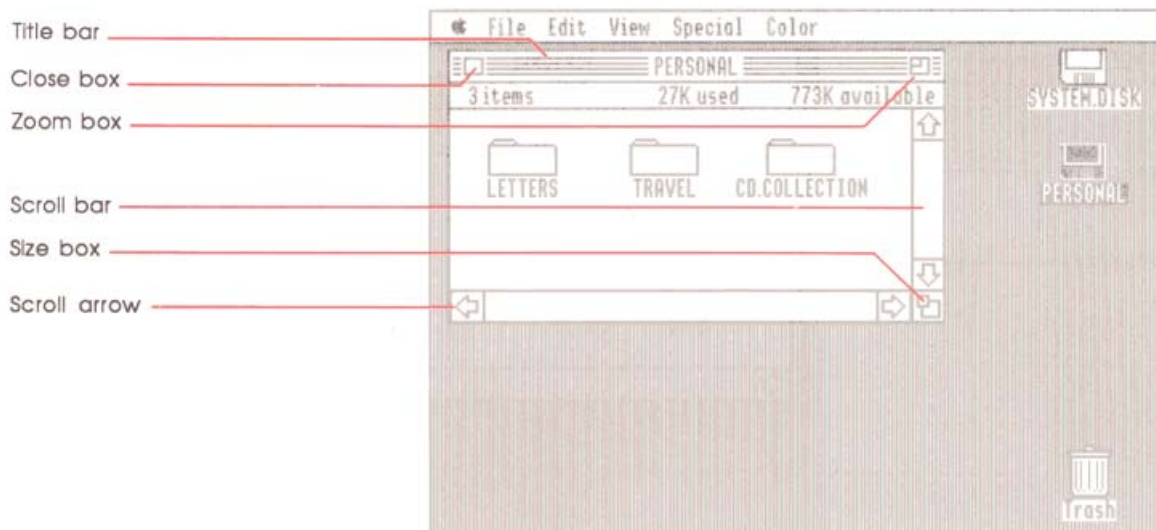 Title bar
Close box
Zoom box
Scroll bar
Size box
Scroll arrow
File Edit View Special Color
PERSONAL
3 items 27K used 773K available
LETTERS TRAVEL CD.COLLECTION
SYSTEM.DISK
PERSONAL
Trash